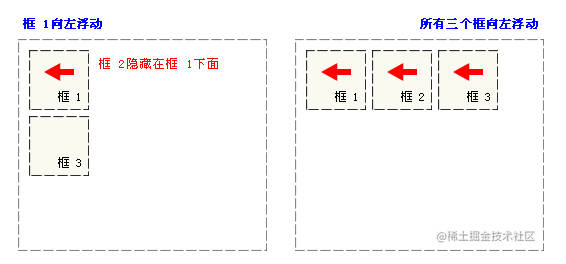 框 1向左浮动
框 2隐藏在框 1下面
框 1
框 3
所有三个框向左浮动
框 1
框 2
框 3
@稀土掘金技术社区